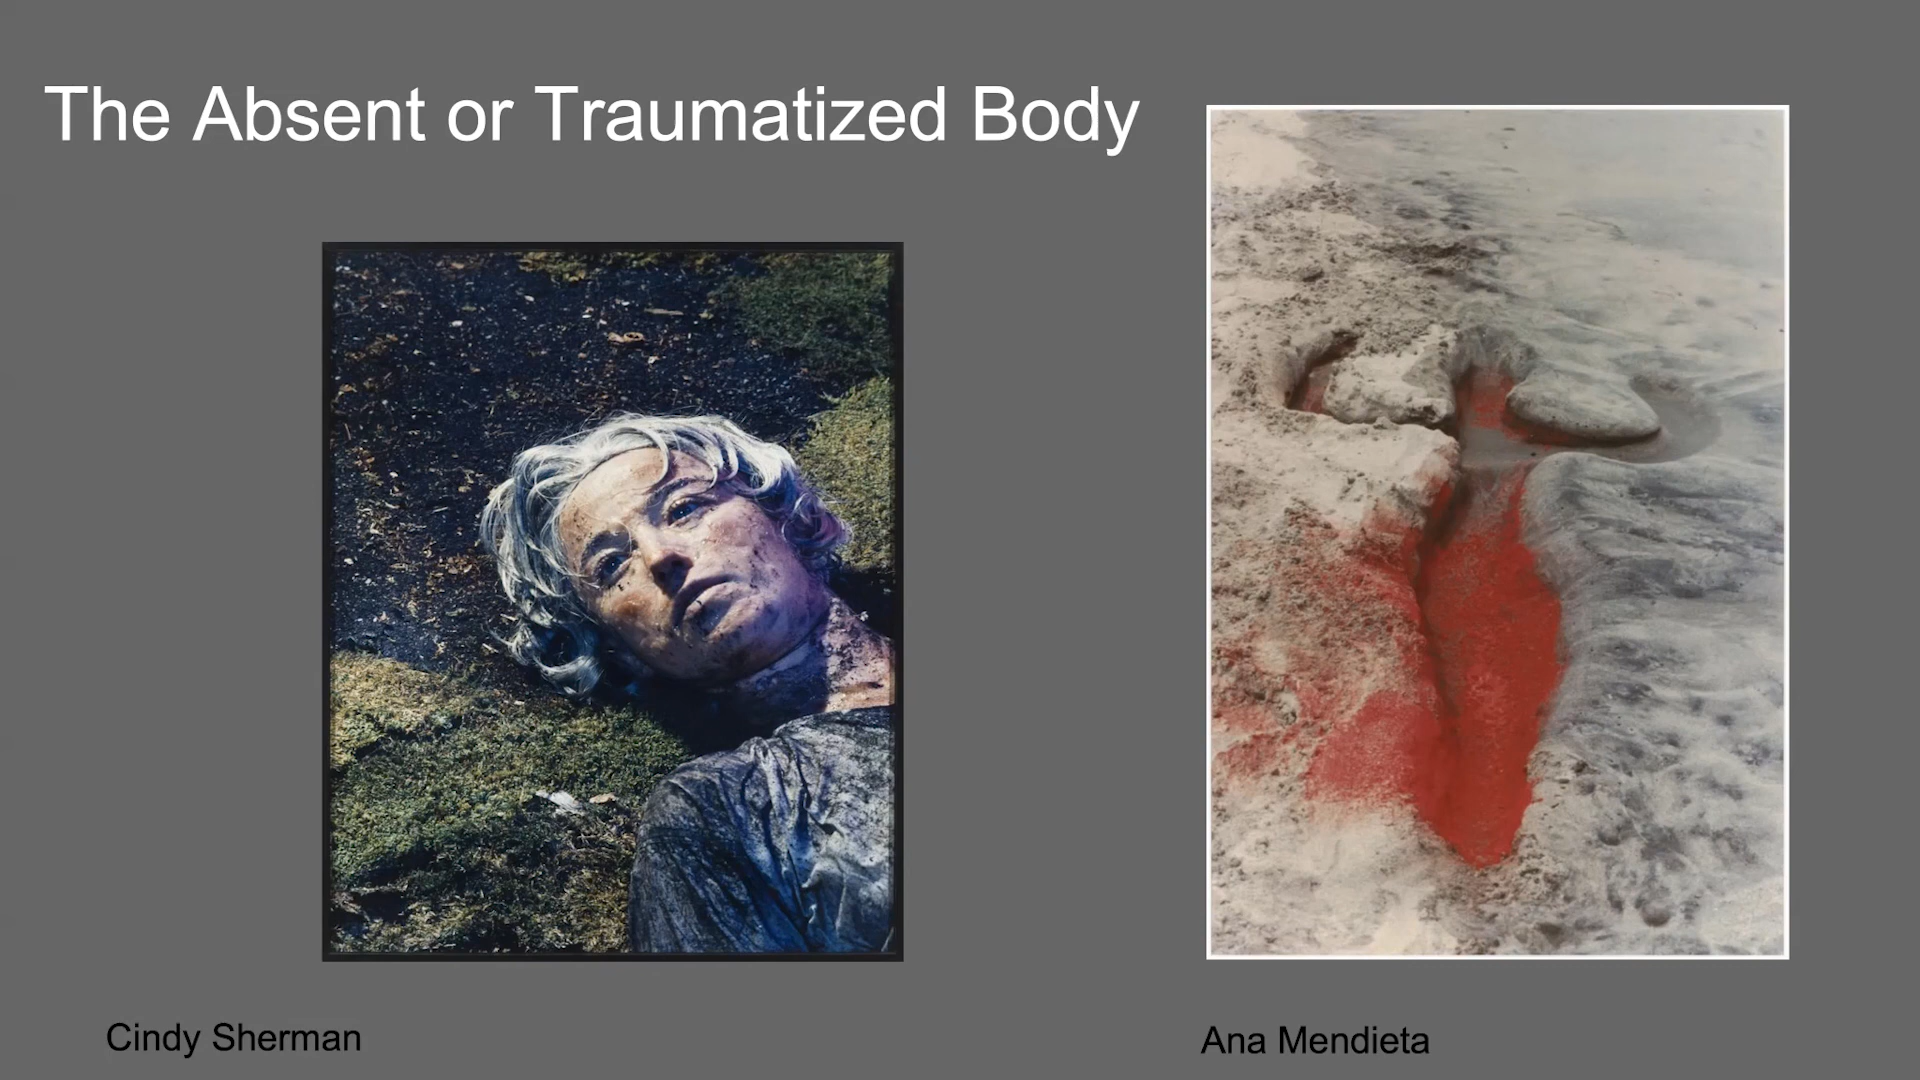 The Absent or Traumatized Body
Cindy Sherman
Ana Mendieta